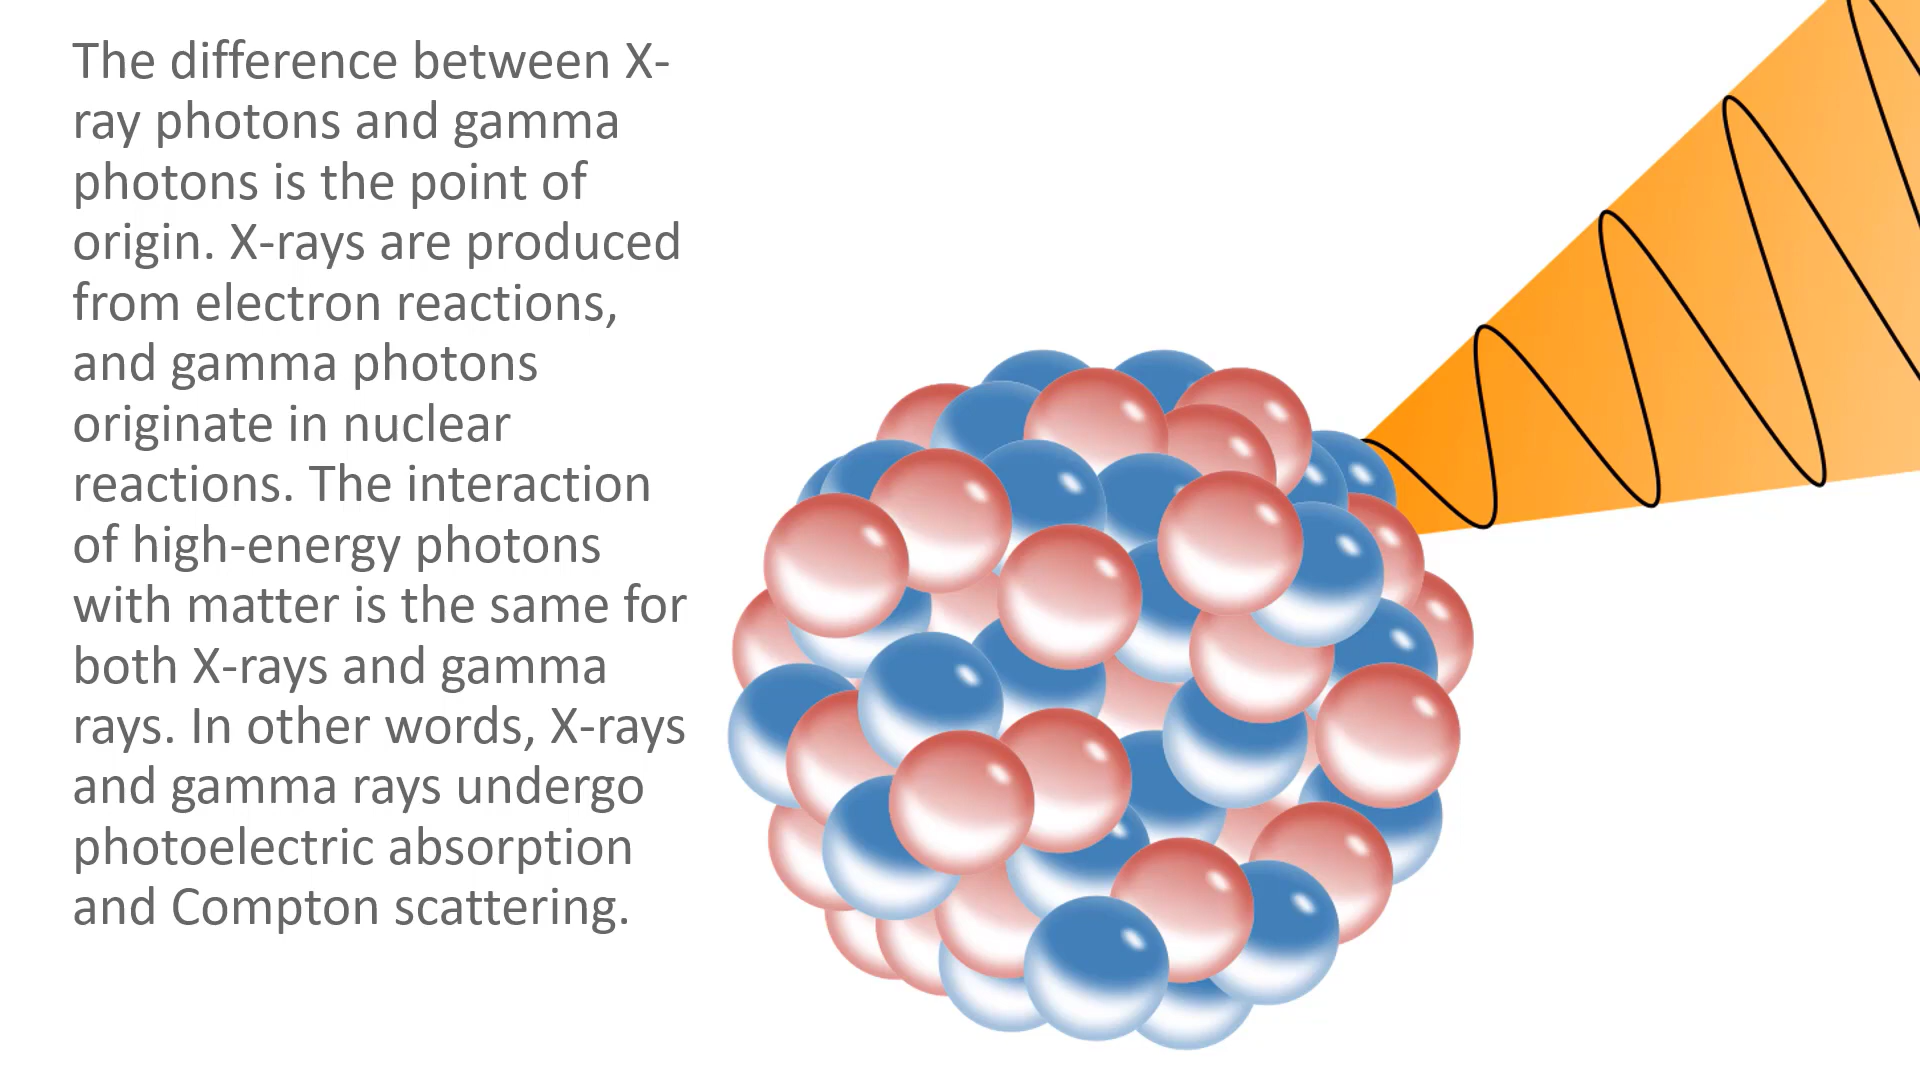 The difference between X-
ray photons and gamma
photons is the point of
origin. X-rays are produced
from electron reactions,
and gamma photons
originate in nuclear
reactions. The interaction
of high-energy photons
with matter is the same for
both X-rays and gamma
rays. In other words, X-rays
and gamma rays undergo
photoelectric absorption
and Compton scattering.